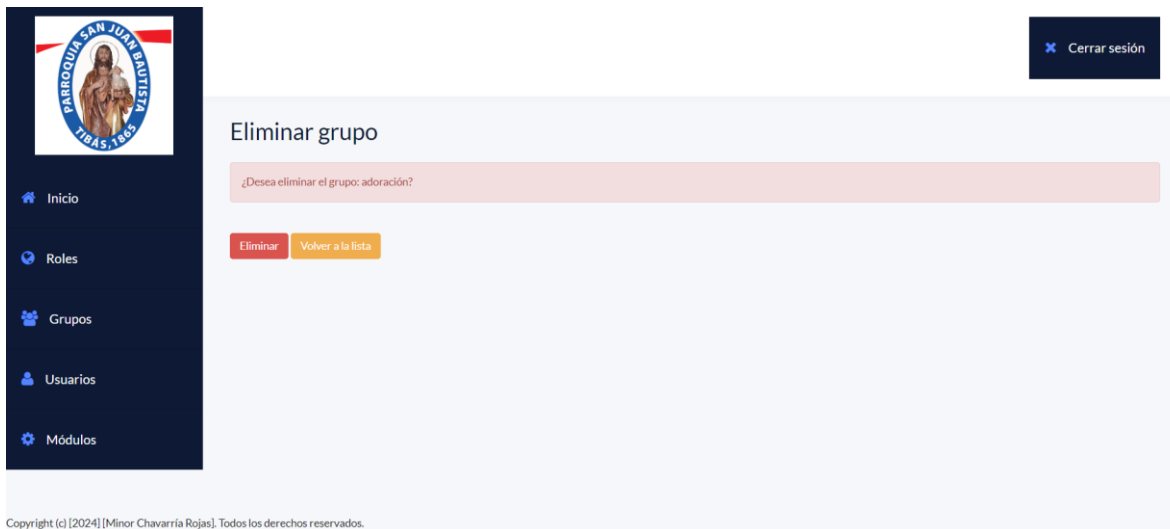 PARROQUIA SAN JUAN BAUTISTA
TIBÁS, 1865
Cerrar sesión
Eliminar grupo
¿Desea eliminar el grupo: adoración?
Inicio
Eliminar
Volver a la lista
Roles
Grupos
Usuarios
Módulos
Copyright (c) [2024] [Minor Chavarría Rojas]. Todos los derechos reservados.